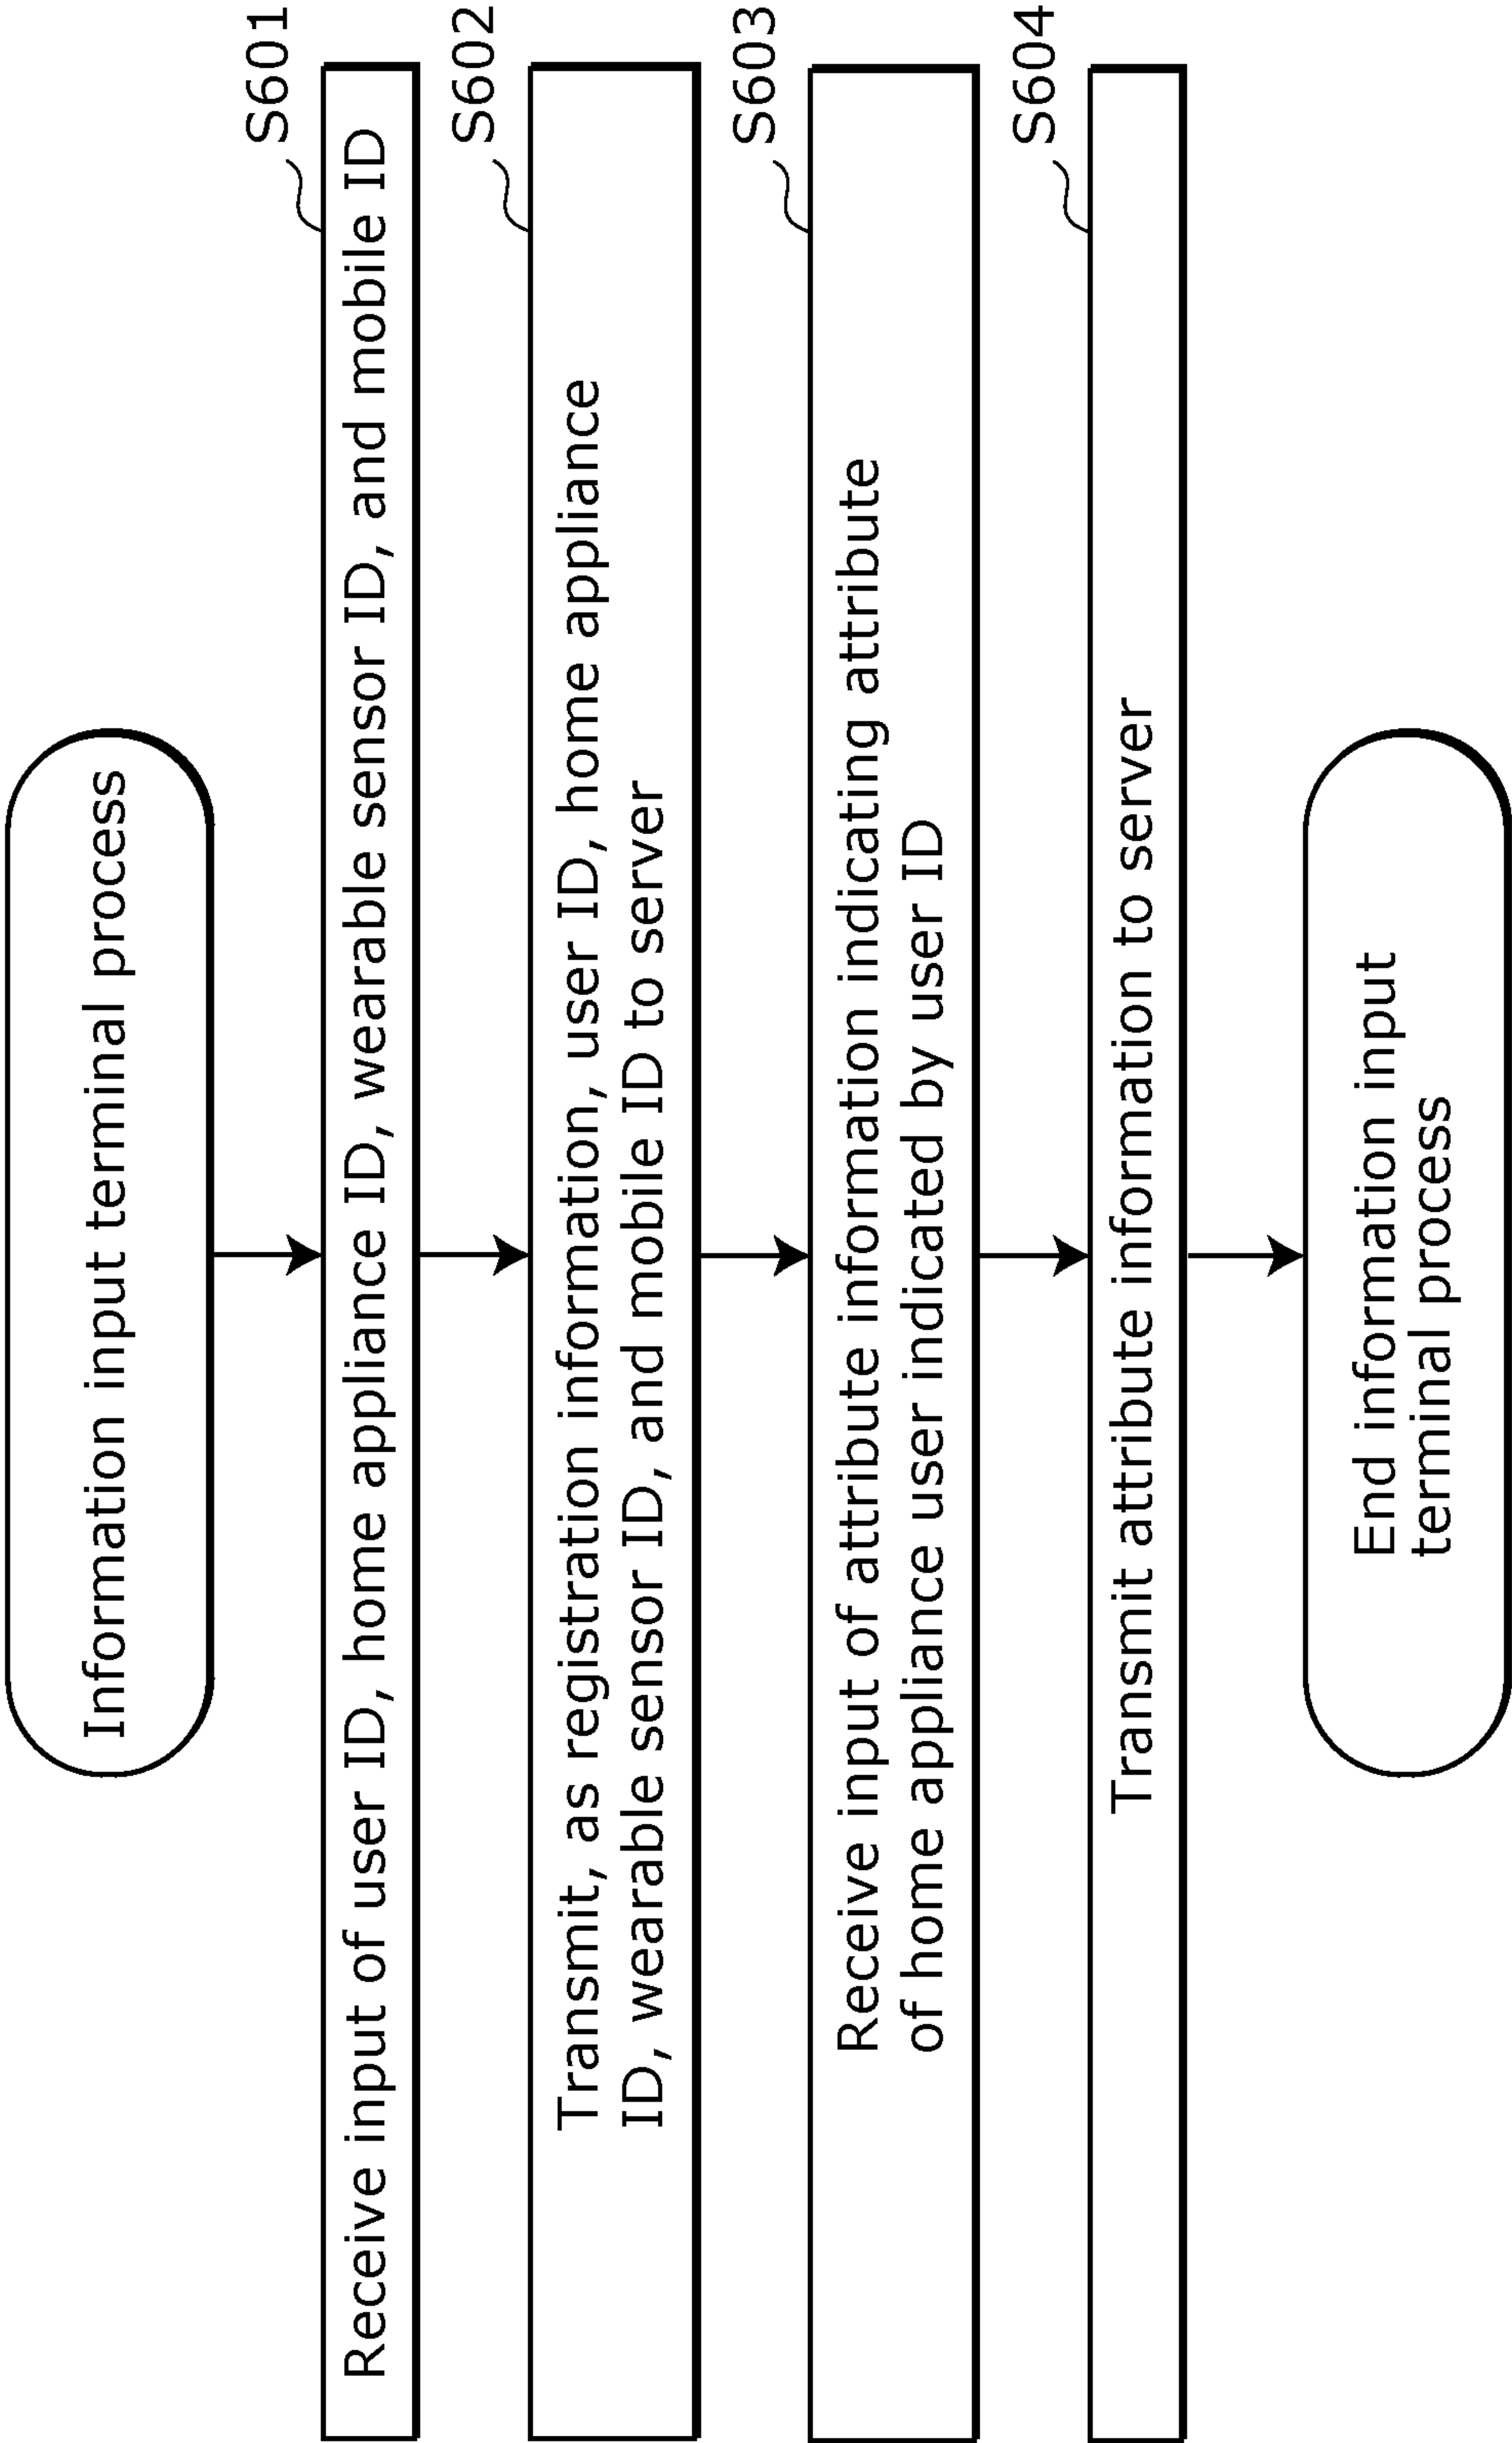 Information input terminal process
S601
Receive input of user ID, home appliance ID, wearable sensor ID, and mobile ID
S602
Transmit, as registration information, user ID, home appliance
ID, wearable sensor ID, and mobile ID to server
S603
Receive input of attribute information indicating attribute
of home appliance user indicated by user ID
S604
Transmit attribute information to server
End information input
terminal process